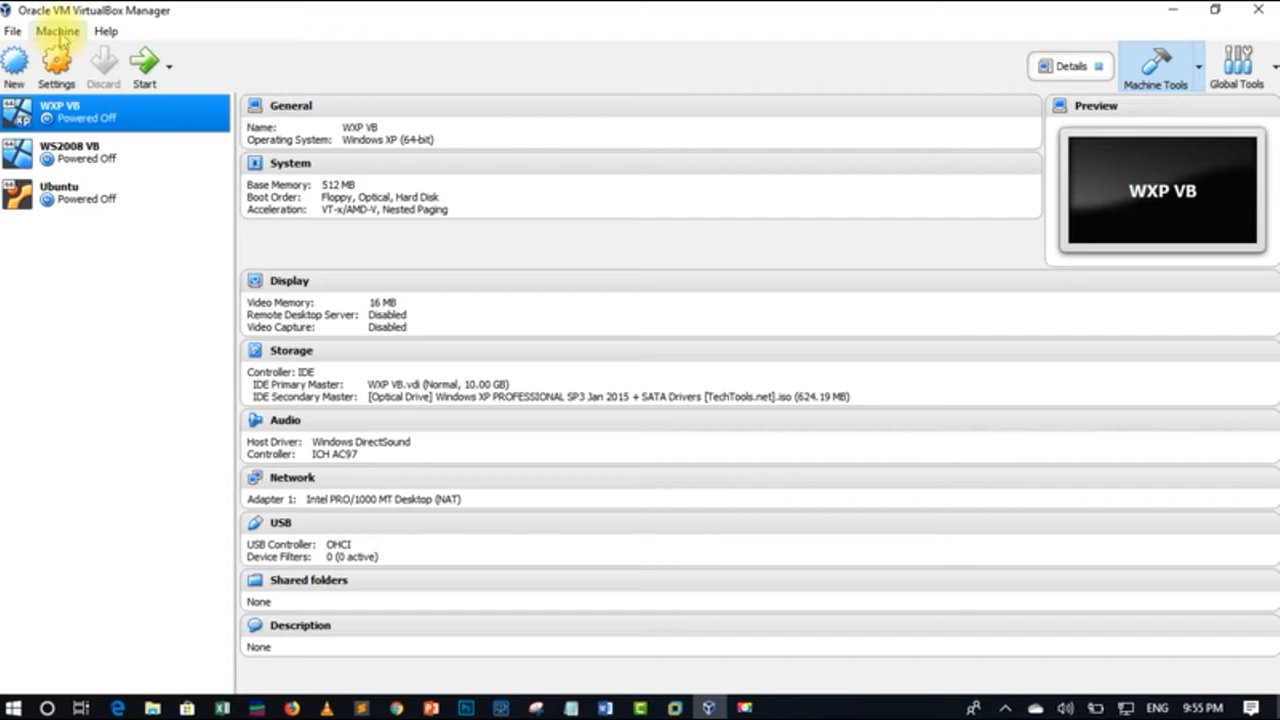 Oracle VM VirtualBox Manager
File Machine Help
New Settings Discard Start
Details Machine Tools Global Tools
WXP VB
Powered Off
WS2008 VB
Powered Off
Ubuntu
Powered Off
General
Name: WXP VB
Operating System: Windows XP (64-bit)
System
Base Memory: 512 MB
Boot Order: Floppy, Optical, Hard Disk
Acceleration: VT-x/AMD-V, Nested Paging
Preview
WXP VB
Display
Video Memory: 16 MB
Remote Desktop Server: Disabled
Video Capture: Disabled
Storage
Controller: IDE
IDE Primary Master: WXP VB.vdi (Normal, 10.00 GB)
IDE Secondary Master: [Optical Drive] Windows XP PROFESSIONAL SP3 Jan 2015 + SATA Drivers [TechTools.net].iso (624.19 MB)
Audio
Host Driver: Windows DirectSound
Controller: ICH AC97
Network
Adapter 1: Intel PRO/1000 MT Desktop (NAT)
USB
USB Controller: OHCI
Device Filters: 0 (0 active)
Shared folders
None
Description
None
ENG 9:55 PM